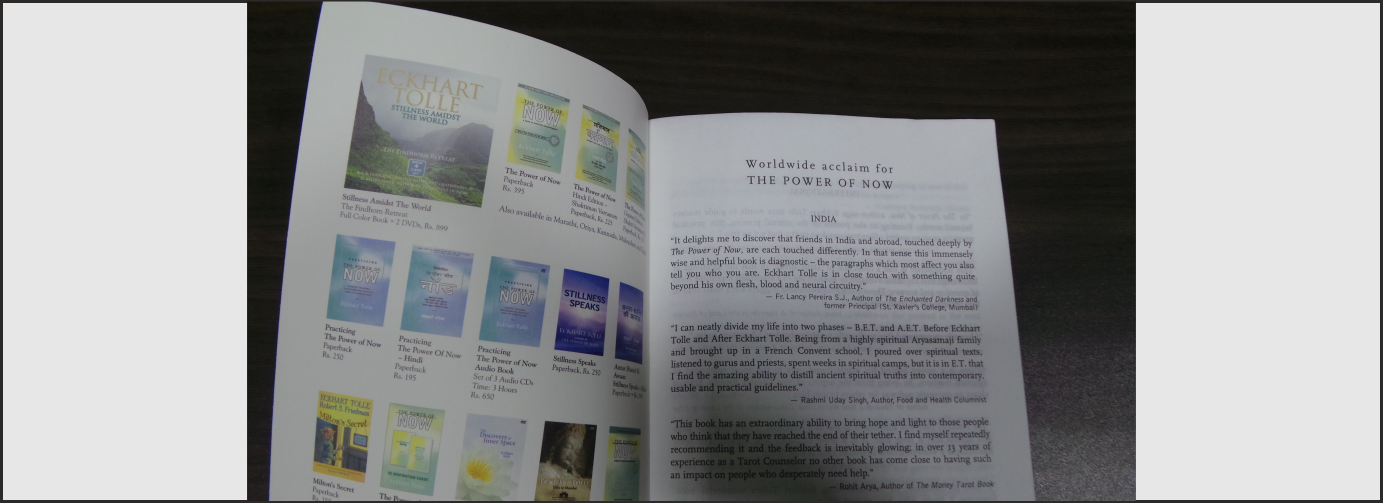 ECKHART
TOLLE
STILLNESS AMIDST
THE WORLD
THE FINDHORN RETREAT
Stillness Amidst The World
The Findhorn Retreat
Full Color Book + 2 DVDs, Rs. 899
THE POWER OF
NOW
Eckhart Tolle
The Power of Now
Paperback
Rs. 395
The Power of Now
Hindi Edition –
Shaktimaan Vartamaan
Paperback, Rs. 225
Also available in Marathi, Oriya, Kannada,
PRACTICING
THE POWER OF
NOW
Eckhart Tolle
Practicing
The Power of Now
Paperback
Rs. 250
Practicing
The Power Of Now
– Hindi
Paperback
Rs. 195
PRACTICING
THE POWER OF
NOW
Eckhart Tolle
Practicing
The Power of Now
Audio Book
Set of 3 Audio CDs
Time: 3 Hours
Rs. 650
STILLNESS
SPEAKS
ECKHART TOLLE
Stillness Speaks
Paperback, Rs. 250
ECKHART TOLLE
Robert S. Friedman
Milton's Secret
Milton's Secret
Paperback
THE POWER OF
NOW
Discovery of
Inner Space
Worldwide acclaim for
THE POWER OF NOW
INDIA
"It delights me to discover that friends in India and abroad, touched deeply by
The Power of Now, are each touched differently. In that sense this immensely
wise and helpful book is diagnostic – the paragraphs which most affect you also
tell you who you are. Eckhart Tolle is in close touch with something quite
beyond his own flesh, blood and neural circuitry."
— Fr. Lancy Pereira S.J., Author of The Enchanted Darkness and
former Principal (St. Xavier's College, Mumbai)
"I can neatly divide my life into two phases – B.E.T. and A.E.T. Before Eckhart
Tolle and After Eckhart Tolle. Being from a highly spiritual Aryasamaji family
and brought up in a French Convent school, I poured over spiritual texts,
listened to gurus and priests, spent weeks in spiritual camps, but it is in E.T. that
I find the amazing ability to distill ancient spiritual truths into contemporary,
usable and practical guidelines."
— Rashmi Uday Singh, Author, Food and Health Columnist
"This book has an extraordinary ability to bring hope and light to those people
who think that they have reached the end of their tether. I find myself repeatedly
recommending it and the feedback is inevitably glowing; in over 13 years of
experience as a Tarot Counselor no other book has come close to having such
an impact on people who desperately need help."
— Rohit Arya, Author of The Money Tarot Book